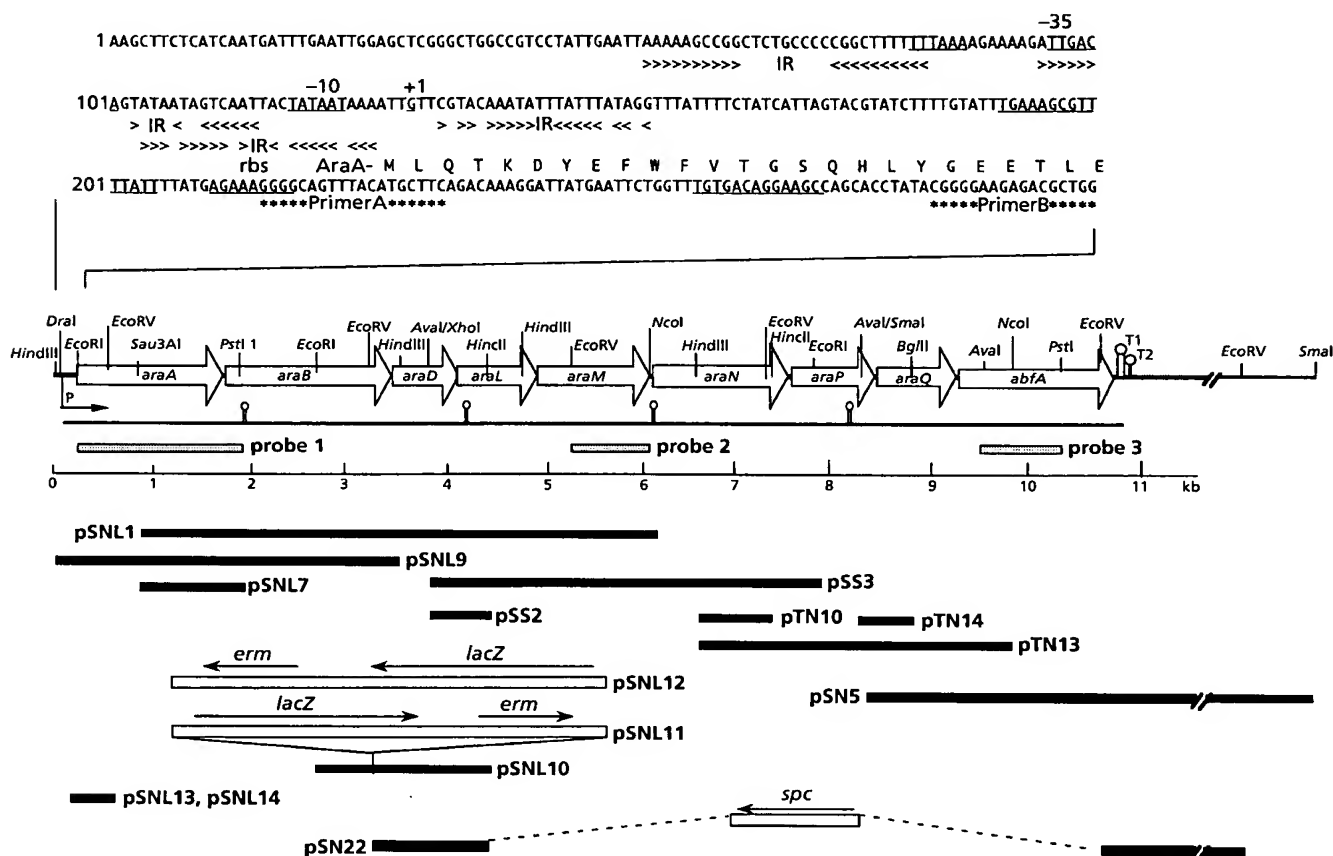 −35
1 AAGCTTCTCATCAATGATTTGAATTGGAGCTCGGGCTGGCCGTCCTATTGAATTAAAAAGCCGGCTCTGCCCCCGGCTTTTTTTAAAAGAAAAGATTGAC
>>>>>>>>>> IR <<<<<<<<<< >>>>>>
−10 +1
101 AGTATAATAGTCAATTACTATAATAAAATTGTTCGTACAAATATTTATTTATAGGTTTATTTTCTATCATTAGTACGTATCTTTTGTATTTGAAAGCGTT
> IR < <<<<<< > >> >>>>>IR<<<<< << <
>>> >>>>> >IR< <<<<< <<<
rbs AraA- M L Q T K D Y E F W F V T G S Q H L Y G E E T L E
201 TTATTTTATGAGAAAGGGGCAGTTTACATGCTTCAGACAAAGGATTATGAATTCTGGTTTGTGACAGGAAGCCAGCACCTATACGGGGAAGAGACGCTGG
*****PrimerA****** *****PrimerB*****
DraI EcoRV EcoRV AvaI/XhoI HindIII NcoI EcoRV HincII AvaI/SmaI NcoI EcoRV T1
HindIII EcoRI Sau3AI Pst1 1 EcoRI HindIII HincII EcoRV HindIII EcoRI BglII AvaI PstI T2 EcoRV SmaI
araA araB araD araL araM araN araP araQ abfA
P
probe 1 probe 2 probe 3
0 1 2 3 4 5 6 7 8 9 10 11 kb
pSNL1
pSNL9
pSNL7 pSS3
pSS2 pTN10 pTN14
pTN13
erm lacZ
pSNL12
pSN5
lacZ erm
pSNL11
pSNL10
pSNL13, pSNL14
spc
pSN22